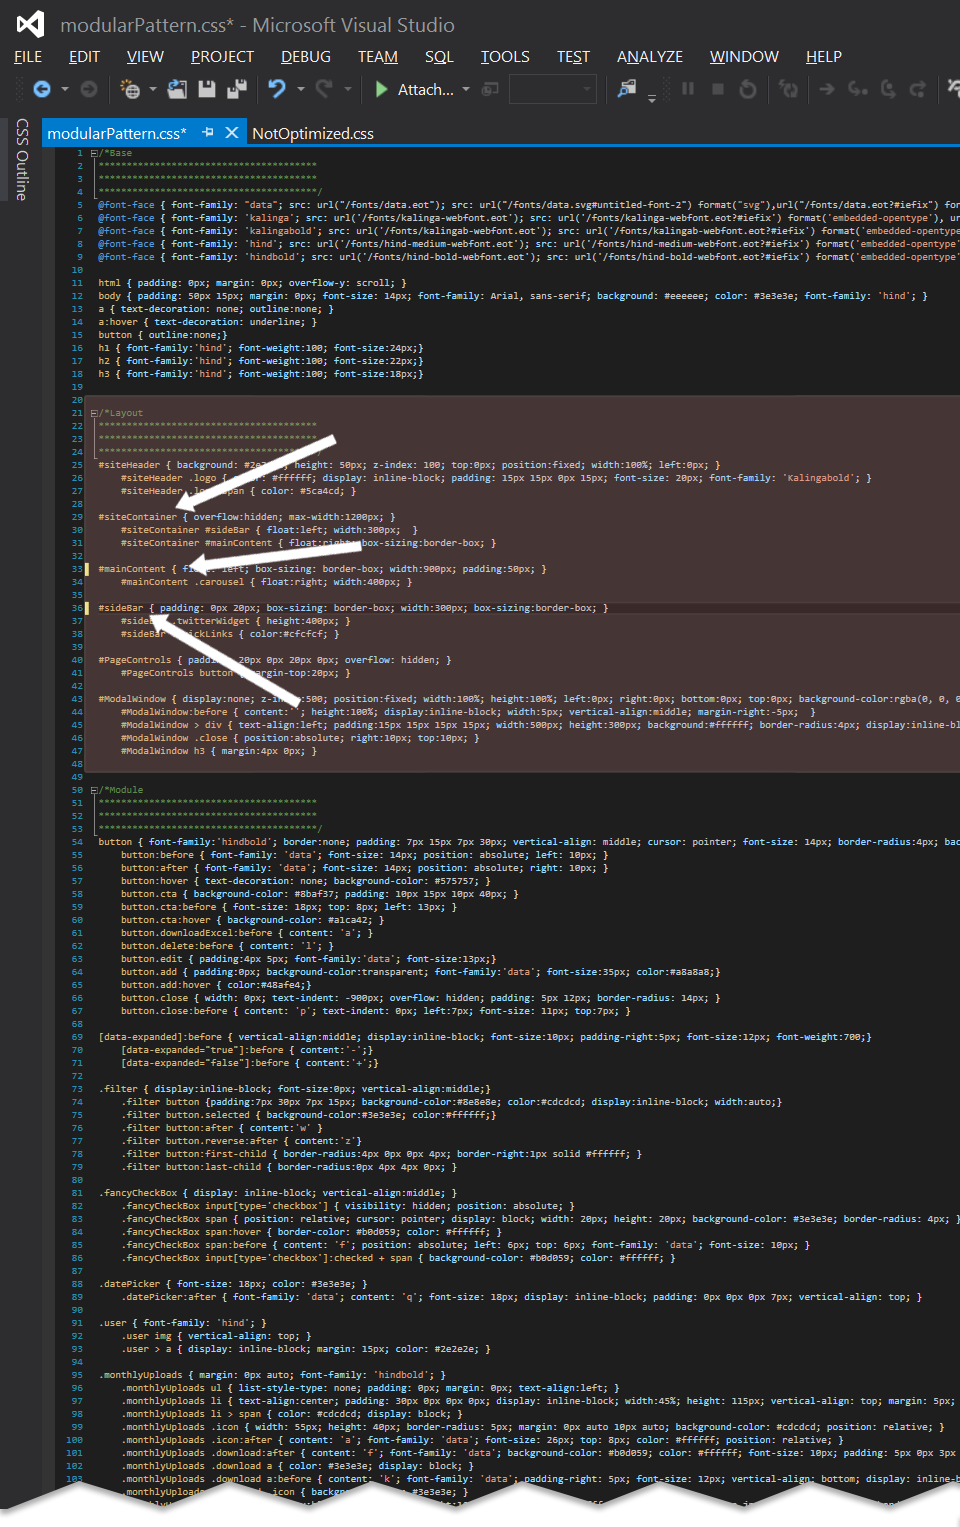 modularPattern.css* - Microsoft Visual Studio
FILE EDIT VIEW PROJECT DEBUG TEAM SQL TOOLS TEST ANALYZE WINDOW HELP
Attach...
CSS Outline
modularPattern.css* NotOptimized.css
1 /*Base
2 ***************************************
3 ***************************************
4 ***************************************/
5 @font-face { font-family: "data"; src: url("/fonts/data.eot"); src: url("/fonts/data.svg#untitled-font-2") format("svg"),url("/fonts/data.eot?#iefix") format
6 @font-face { font-family: 'kalinga'; src: url('/fonts/kalinga-webfont.eot'); src: url('/fonts/kalinga-webfont.eot?#iefix') format('embedded-opentype'),
7 @font-face { font-family: 'kalingabold'; src: url('/fonts/kalingab-webfont.eot'); src: url('/fonts/kalingab-webfont.eot?#iefix') format('embedded-opentype
8 @font-face { font-family: 'hind'; src: url('/fonts/hind-medium-webfont.eot'); src: url('/fonts/hind-medium-webfont.eot?#iefix') format('embedded-opentype'
9 @font-face { font-family: 'hindbold'; src: url('/fonts/hind-bold-webfont.eot'); src: url('/fonts/hind-bold-webfont.eot?#iefix') format('embedded-opentype'
10
11 html { padding: 0px; margin: 0px; overflow-y: scroll; }
12 body { padding: 50px 15px; margin: 0px; font-size: 14px; font-family: Arial, sans-serif; background: #eeeeee; color: #3e3e3e; font-family: 'hind'; }
13 a { text-decoration: none; outline:none; }
14 a:hover { text-decoration: underline; }
15 button { outline:none;}
16 h1 { font-family:'hind'; font-weight:100; font-size:24px;}
17 h2 { font-family:'hind'; font-weight:100; font-size:22px;}
18 h3 { font-family:'hind'; font-weight:100; font-size:18px;}
19
20
21 /*Layout
22 ***************************************
23 ***************************************
24 ***************************************/
25 #siteHeader { background: height: 50px; z-index: 100; top:0px; position:fixed; width:100%; left:0px; }
26 #siteHeader .logo { #ffffff; display: inline-block; padding: 15px 15px 0px 15px; font-size: 20px; font-family: 'Kalingabold'; }
27 #siteHeader span { color: #5ca4cd; }
28
29 #siteContainer { overflow:hidden; max-width:1200px; }
30 #siteContainer #sideBar { float:left; width:300px; }
31 #siteContainer #mainContent { float:right; box-sizing:border-box; }
32
33 #mainContent { left; box-sizing: border-box; width:900px; padding:50px; }
34 #mainContent .carousel { float:right; width:400px; }
35
36 #sideBar { padding: 0px 20px; box-sizing: border-box; width:300px; box-sizing:border-box; }
37 .twitterWidget { height:400px; }
38 #sideBar { color:#cfcfcf; }
39
40 #PageControls { 20px 0px 20px 0px; overflow: hidden; }
41 #PageControls button { margin-top:20px; }
42
43 #ModalWindow { display:none; position:fixed; width:100%; height:100%; left:0px; right:0px; bottom:0px; top:0px; background-color:rgba(0, 0, 0
44 #ModalWindow:before { content:''; height:100%; display:inline-block; width:5px; vertical-align:middle; margin-right:-5px; }
45 #ModalWindow > div { text-align:left; padding:15px 15px 15px 15px; width:500px; height:300px; background:#ffffff; border-radius:4px; display:inline-bl
46 #ModalWindow .close { position:absolute; right:10px; top:10px; }
47 #ModalWindow h3 { margin:4px 0px; }
48
49
50 /*Module
51 ***************************************
52 ***************************************
53 ***************************************/
54 button { font-family:'hindbold'; border:none; padding: 7px 15px 7px 30px; vertical-align: middle; cursor: pointer; font-size: 14px; border-radius:4px; bac
55 button:before { font-family: 'data'; font-size: 14px; position: absolute; left: 10px; }
56 button:after { font-family: 'data'; font-size: 14px; position: absolute; right: 10px; }
57 button:hover { text-decoration: none; background-color: #575757; }
58 button.cta { background-color: #8baf37; padding: 10px 15px 10px 40px; }
59 button.cta:before { font-size: 18px; top: 8px; left: 13px; }
60 button.cta:hover { background-color: #a1ca42; }
61 button.downloadExcel:before { content: 'a'; }
62 button.delete:before { content: 'l'; }
63 button.edit { padding:4px 5px; font-family:'data'; font-size:13px;}
64 button.add { padding:0px; background-color:transparent; font-family:'data'; font-size:35px; color:#a8a8a8;}
65 button.add:hover { color:#48afe4;}
66 button.close { width: 0px; text-indent: -900px; overflow: hidden; padding: 5px 12px; border-radius: 14px; }
67 button.close:before { content: 'p'; text-indent: 0px; left:7px; font-size: 11px; top:7px; }
68
69 [data-expanded]:before { vertical-align:middle; display:inline-block; font-size:10px; padding-right:5px; font-size:12px; font-weight:700;}
70 [data-expanded="true"]:before { content:'-';}
71 [data-expanded="false"]:before { content:'+';}
72
73 .filter { display:inline-block; font-size:0px; vertical-align:middle;}
74 .filter button {padding:7px 30px 7px 15px; background-color:#8e8e8e; color:#cdcdcd; display:inline-block; width:auto;}
75 .filter button.selected { background-color:#3e3e3e; color:#ffffff;}
76 .filter button:after { content:'w' }
77 .filter button.reverse:after { content:'z'}
78 .filter button:first-child { border-radius:4px 0px 0px 4px; border-right:1px solid #ffffff; }
79 .filter button:last-child { border-radius:0px 4px 4px 0px; }
80
81 .fancyCheckBox { display: inline-block; vertical-align:middle; }
82 .fancyCheckBox input[type='checkbox'] { visibility: hidden; position: absolute; }
83 .fancyCheckBox span { position: relative; cursor: pointer; display: block; width: 20px; height: 20px; background-color: #3e3e3e; border-radius: 4px; }
84 .fancyCheckBox span:hover { border-color: #b0d059; color: #ffffff; }
85 .fancyCheckBox span:before { content: 'f'; position: absolute; left: 6px; top: 6px; font-family: 'data'; font-size: 10px; }
86 .fancyCheckBox input[type='checkbox']:checked + span { background-color: #b0d059; color: #ffffff; }
87
88 .datePicker { font-size: 18px; color: #3e3e3e; }
89 .datePicker:after { font-family: 'data'; content: 'q'; font-size: 18px; display: inline-block; padding: 0px 0px 0px 7px; vertical-align: top; }
90
91 .user { font-family: 'hind'; }
92 .user img { vertical-align: top; }
93 .user > a { display: inline-block; margin: 15px; color: #2e2e2e; }
94
95 .monthlyUploads { margin: 0px auto; font-family: 'hindbold'; }
96 .monthlyUploads ul { list-style-type: none; padding: 0px; margin: 0px; text-align:left; }
97 .monthlyUploads li { text-align:center; padding: 30px 0px 0px 0px; display: inline-block; width:45%; height: 115px; vertical-align: top; margin: 5px;
98 .monthlyUploads li > span { color: #cdcdcd; display: block; }
99 .monthlyUploads .icon { width: 55px; height: 40px; border-radius: 5px; margin: 0px auto 10px auto; background-color: #cdcdcd; position: relative; }
100 .monthlyUploads .icon:after { content: 'a'; font-family: 'data'; font-size: 26px; top: 8px; color: #ffffff; position: relative; }
101 .monthlyUploads .download:after { content: 'f'; font-family: 'data'; background-color: #b0d059; color: #ffffff; font-size: 10px; padding: 5px 0px 3px
102 .monthlyUploads .download a { color: #3e3e3e; display: block; }
103 .monthlyUploads .download a:before { content: 'k'; font-family: 'data'; padding-right: 5px; font-size: 12px; vertical-align: bottom; display: inline-b
.monthlyUploads .icon { #3e3e3e; }